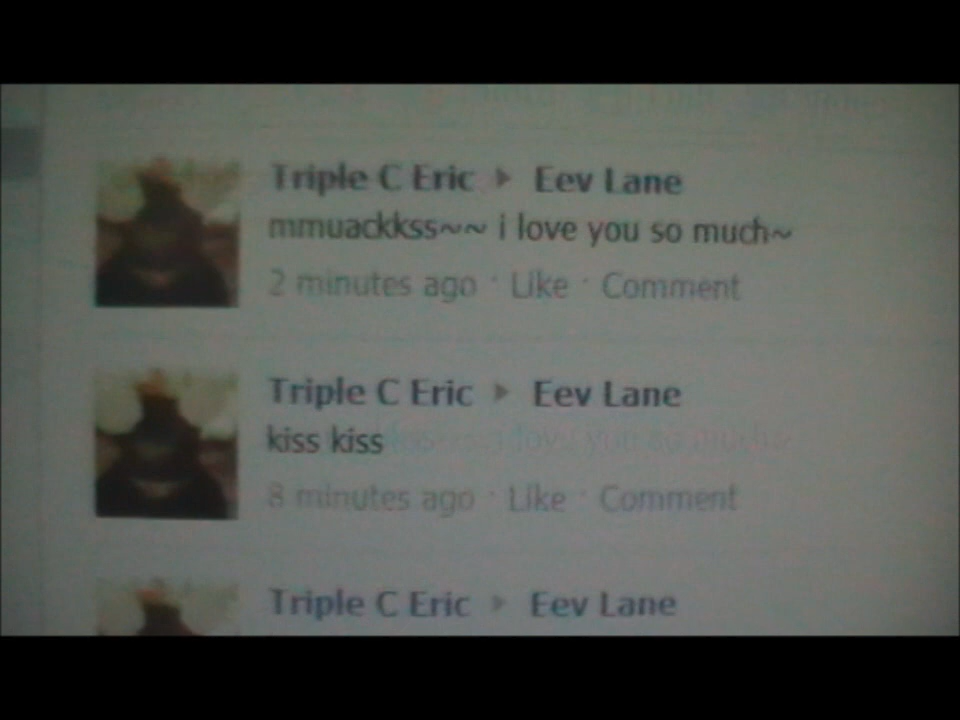 Triple C Eric ▸ Eev Lane
mmuackkss~~ i love you so much~
2 minutes ago · Like · Comment
Triple C Eric ▸ Eev Lane
kiss kiss
8 minutes ago · Like · Comment
Triple C Eric ▸ Eev Lane